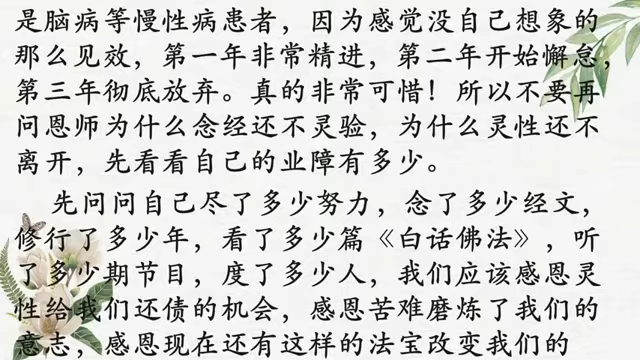 是脑病等慢性病患者，因为感觉没自己想象的
那么见效，第一年非常精进，第二年开始懈怠，
第三年彻底放弃。真的非常可惜！所以不要再
问恩师为什么念经还不灵验，为什么灵性还不
离开，先看看自己的业障有多少。
先问问自己尽了多少努力，念了多少经文，
修行了多少年，看了多少篇《白话佛法》，听
了多少期节目，度了多少人，我们应该感恩灵
性给我们还债的机会，感恩苦难磨炼了我们的
意志，感恩现在还有这样的法宝改变我们的